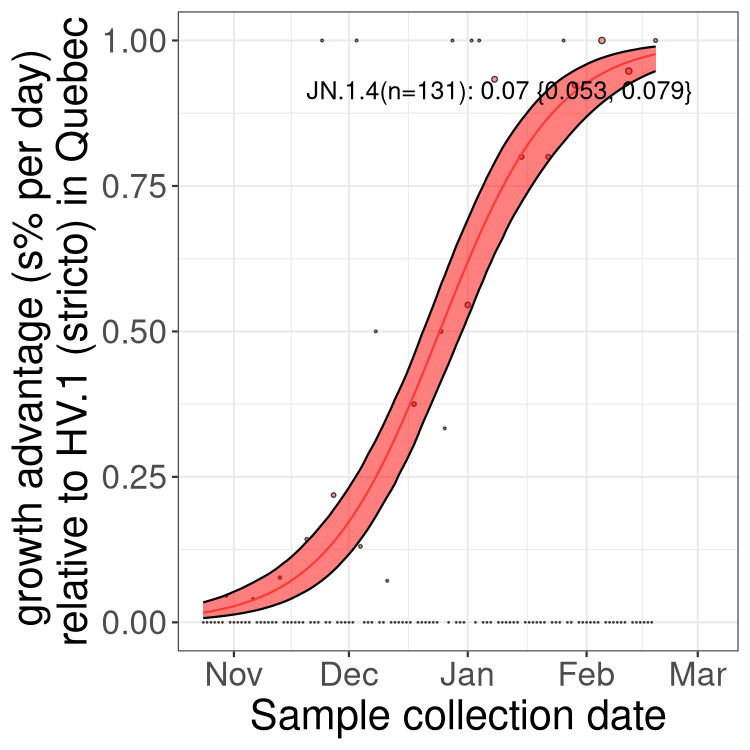 growth advantage (s% per day)
relative to HV.1 (stricto) in Quebec
1.00
0.75
0.50
0.25
0.00
JN.1.4(n=131): 0.07 {0.053, 0.079}
Nov Dec Jan Feb Mar
Sample collection date